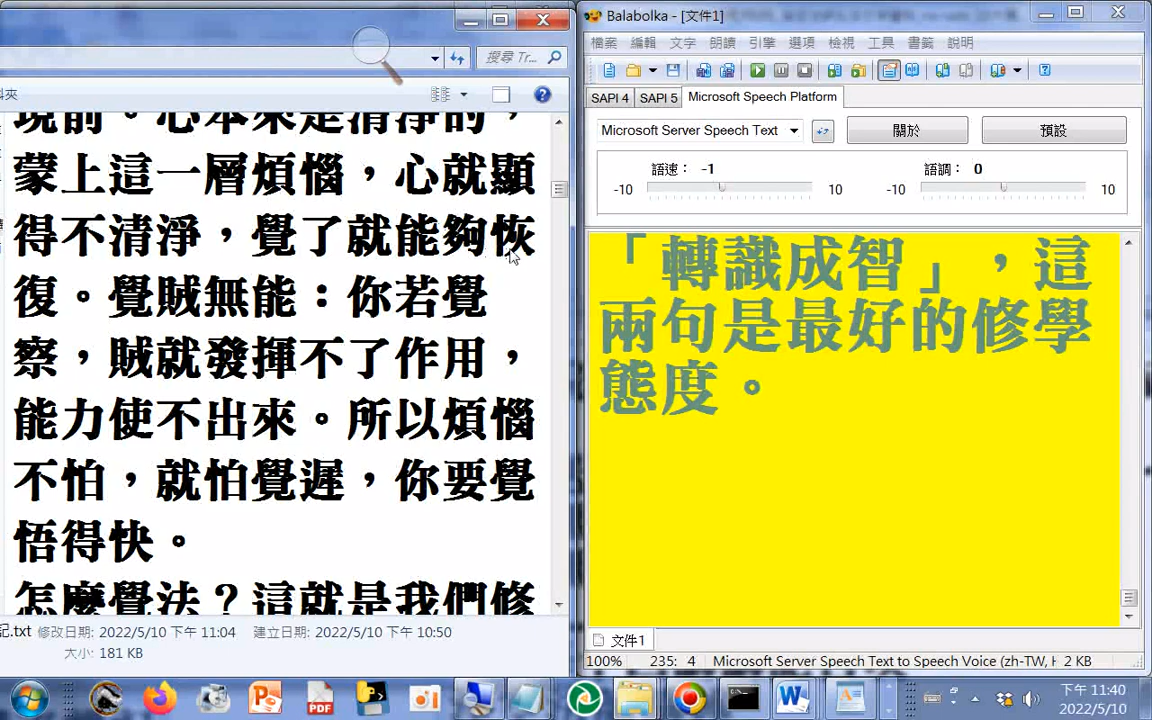 搜尋 Tr...
料夾
現前。心本來是清淨的，
蒙上這一層煩惱，心就顯
得不清淨，覺了就能夠恢
復。覺賊無能：你若覺
察，賊就發揮不了作用，
能力使不出來。所以煩惱
不怕，就怕覺遲，你要覺
悟得快。
怎麼覺法？這就是我們修
記.txt 修改日期: 2022/5/10 下午 11:04 建立日期: 2022/5/10 下午 10:50
大小: 181 KB
Balabolka - [文件1]
檔案 編輯 文字 朗讀 引擎 選項 檢視 工具 書籤 說明
SAPI 4 SAPI 5 Microsoft Speech Platform
Microsoft Server Speech Text 關於 預設
語速： -1 語調： 0
-10 10 -10 10
「轉識成智」，這
兩句是最好的修學
態度。
文件1
100% 235: 4 Microsoft Server Speech Text to Speech Voice (zh-TW, H 2 KB
下午 11:40
2022/5/10